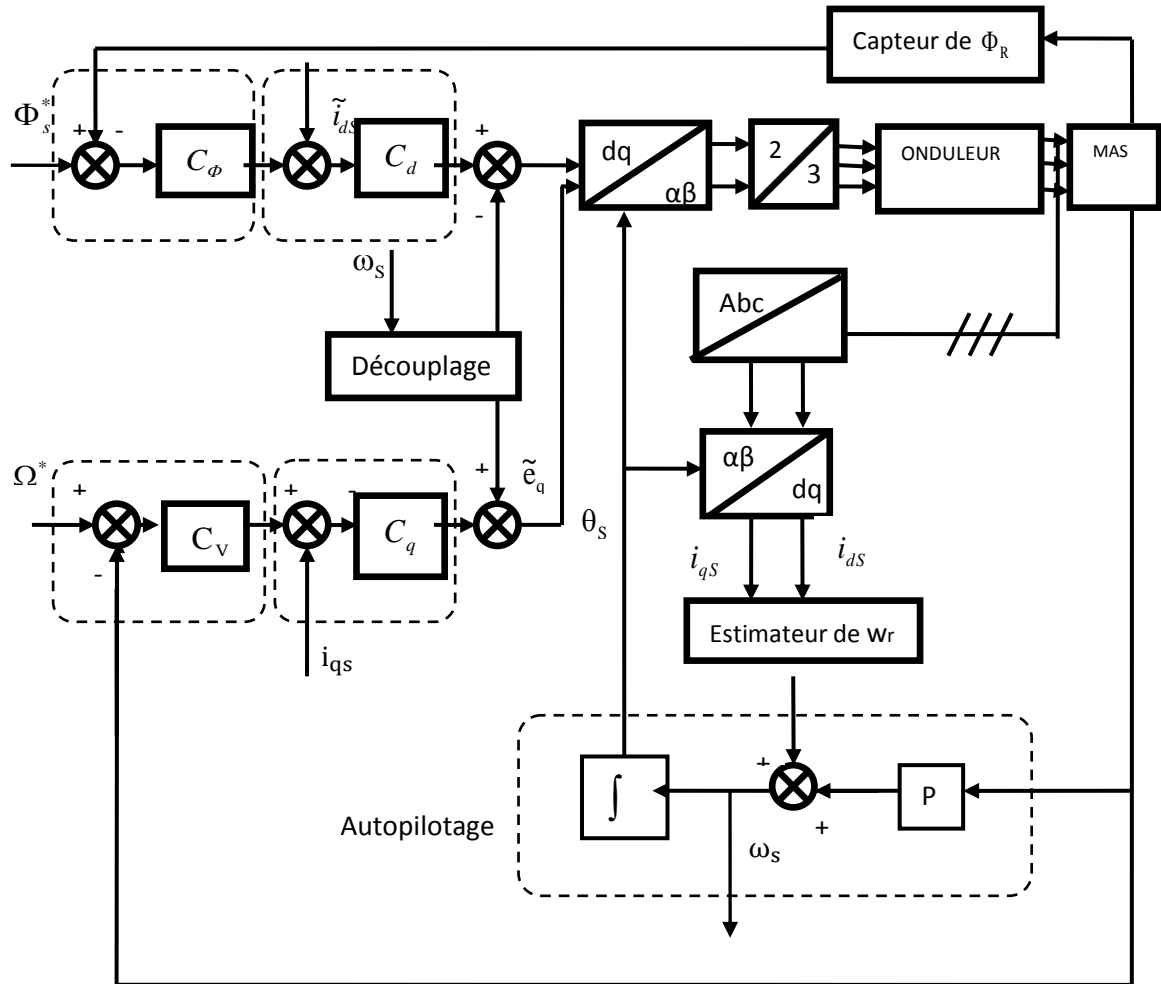 Capteur de Φ_R
Φ_s^*
+
-
C_Φ
ĩ_dS
C_d
+
-
dq
αβ
2
3
ONDULEUR
MAS
ω_S
Découplage
Abc
αβ
dq
Ω^*
+
-
C_V
+
-
C_q
+
ẽ_q
θ_S
i_qS
i_dS
i_qs
Estimateur de wr
+
+
∫
P
Autopilotage
ω_s